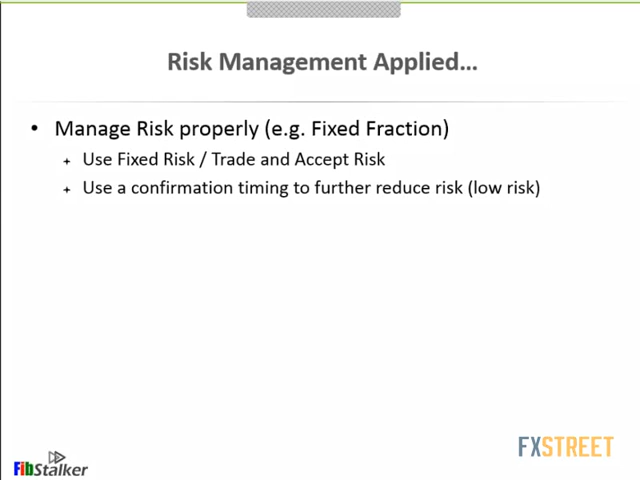 Risk Management Applied...
• Manage Risk properly (e.g. Fixed Fraction)
+ Use Fixed Risk / Trade and Accept Risk
+ Use a confirmation timing to further reduce risk (low risk)
FXSTREET
FibStalker